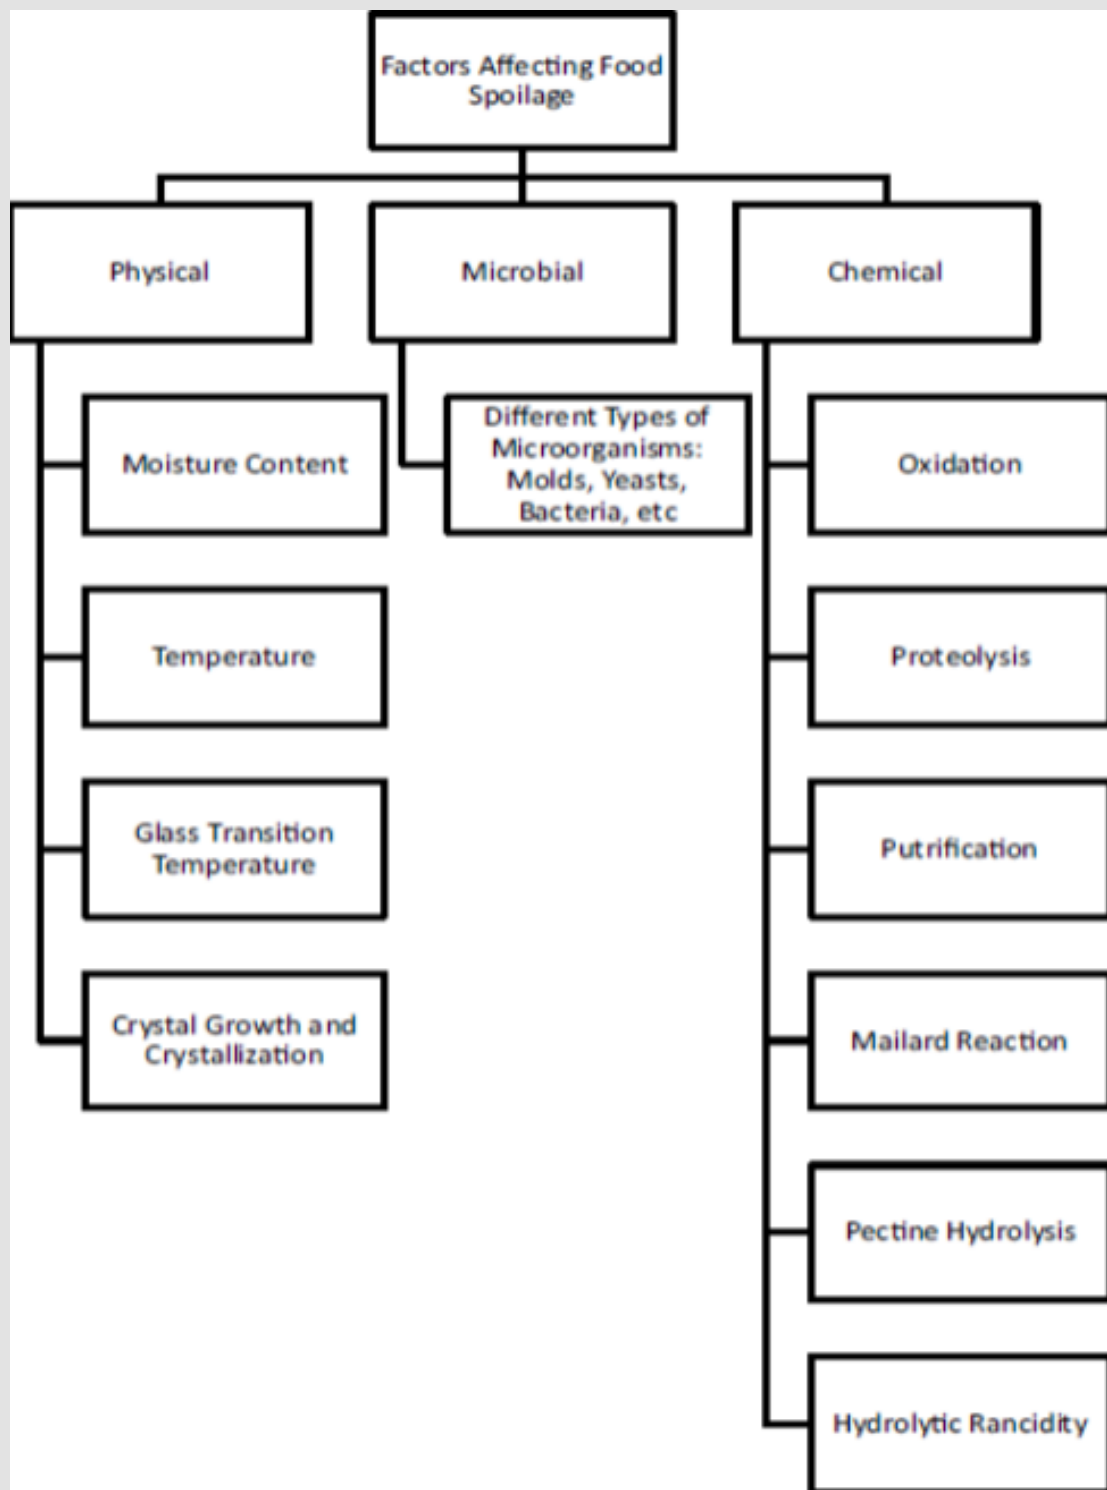 Factors Affecting Food
Spoilage
Physical
Microbial
Chemical
Moisture Content
Temperature
Glass Transition
Temperature
Crystal Growth and
Crystallization
Different Types of
Microorganisms:
Molds, Yeasts,
Bacteria, etc
Oxidation
Proteolysis
Putrification
Mailard Reaction
Pectine Hydrolysis
Hydrolytic Rancidity